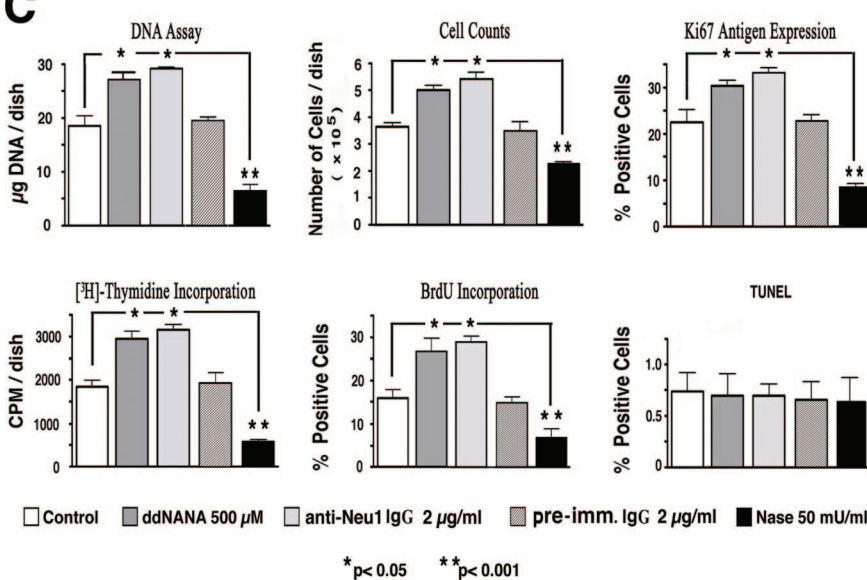 C
DNA Assay
* *
30
20
10
0
µg DNA / dish
**
Cell Counts
* *
6
5
4
3
2
1
0
Number of Cells / dish
( x 10⁵ )
**
Ki67 Antigen Expression
* *
30
20
10
0
% Positive Cells
**
[³H]-Thymidine Incorporation
* *
3000
2000
1000
0
CPM / dish
**
BrdU Incorporation
* *
30
20
10
0
% Positive Cells
**
TUNEL
1.0
0.5
0
% Positive Cells
Control ddNANA 500 µM anti-Neu1 IgG 2 µg/ml pre-imm. IgG 2 µg/ml Nase 50 mU/ml
*p< 0.05 **p< 0.001